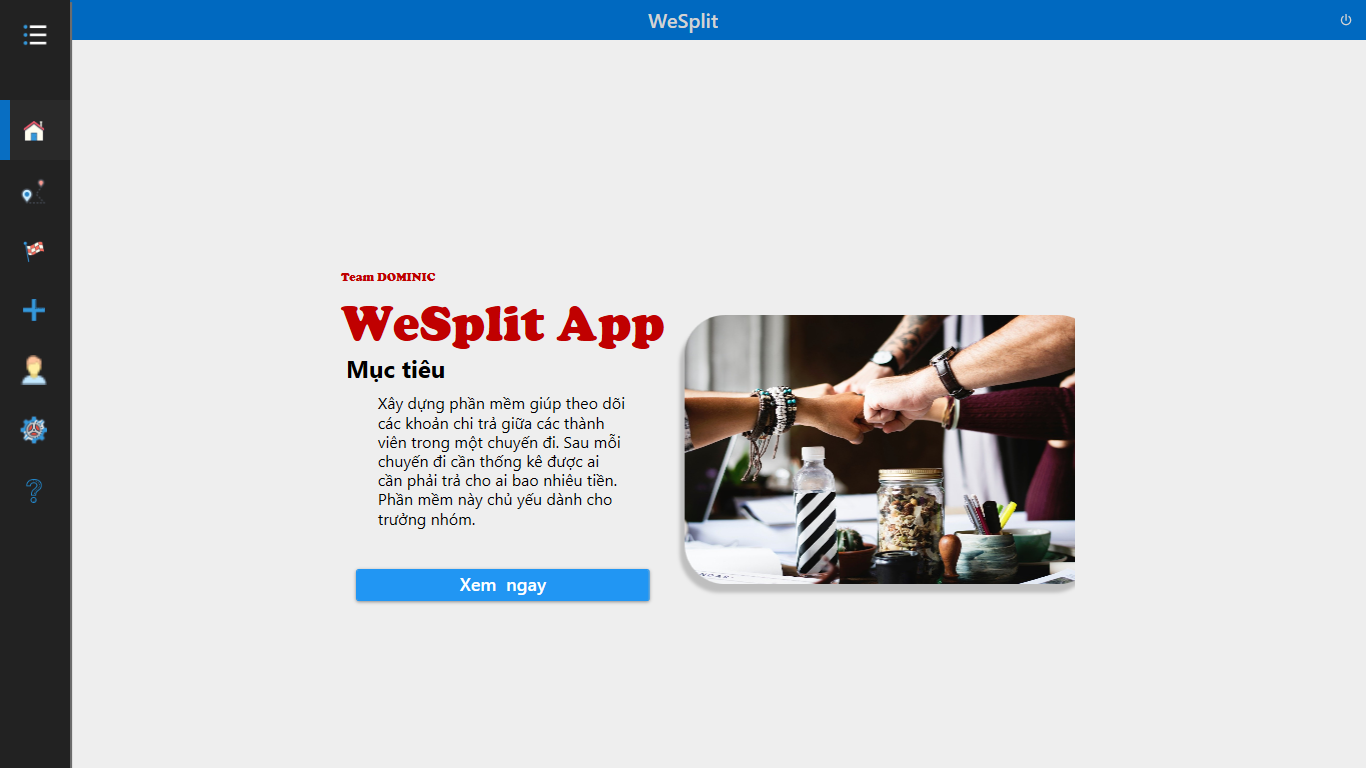 WeSplit
Team DOMINIC
WeSplit App
Mục tiêu
Xây dựng phần mềm giúp theo dõi
các khoản chi trả giữa các thành
viên trong một chuyến đi. Sau mỗi
chuyến đi cần thống kê được ai
cần phải trả cho ai bao nhiêu tiền.
Phần mềm này chủ yếu dành cho
trưởng nhóm.
Xem ngay